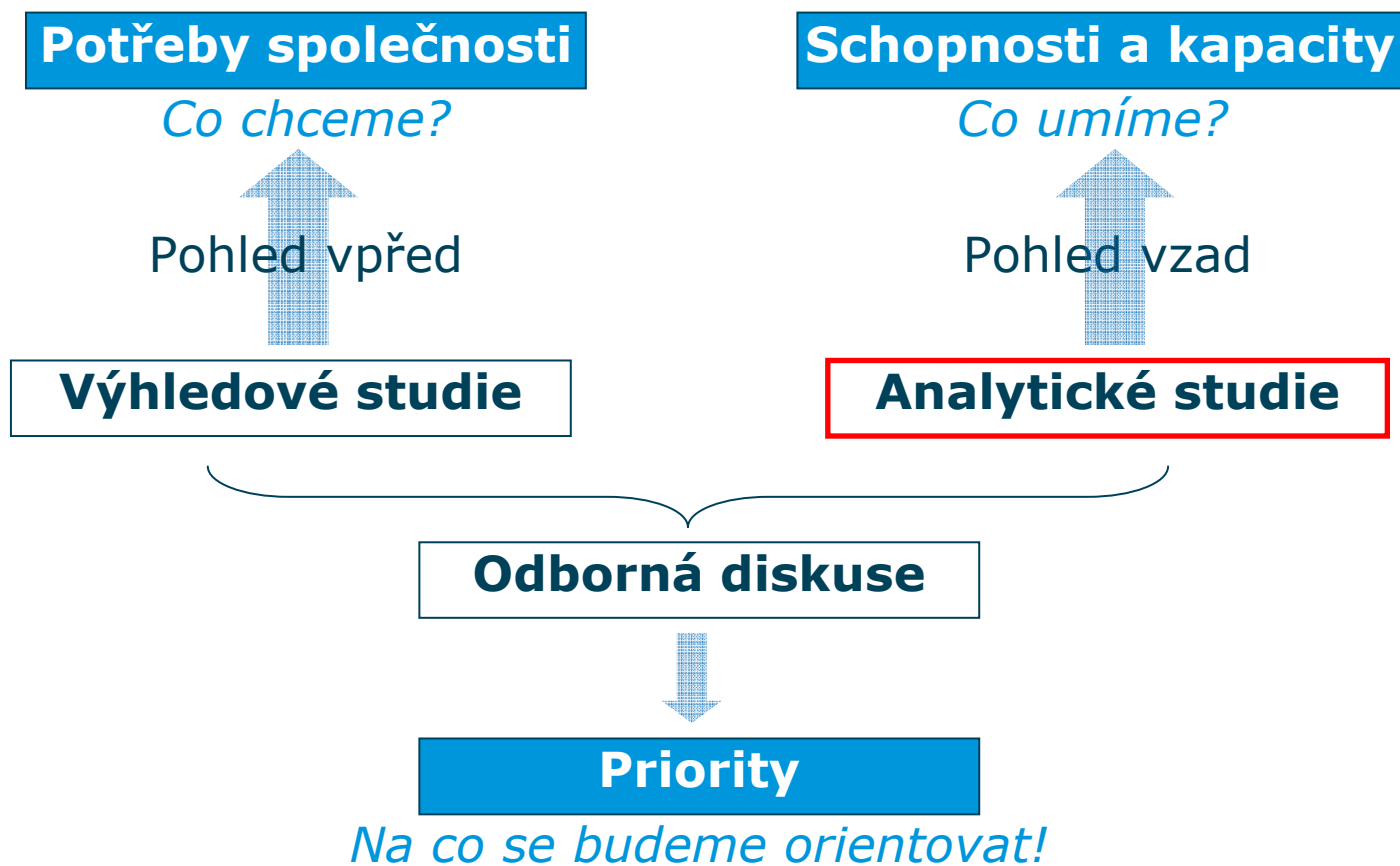 Potřeby společnosti
Schopnosti a kapacity
Co chceme?
Co umíme?
Pohled vpřed
Pohled vzad
Výhledové studie
Analytické studie
Odborná diskuse
Priority
Na co se budeme orientovat!